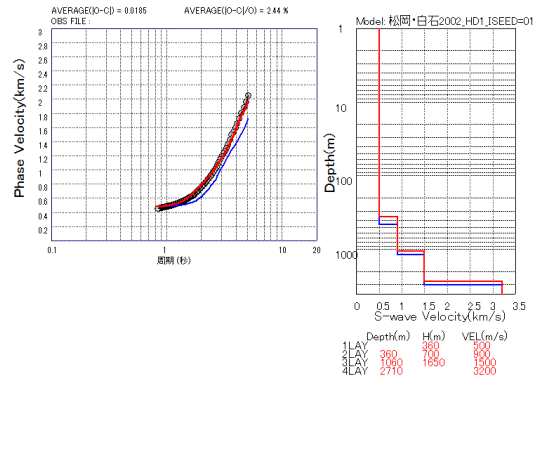 AVERAGE(|O-C|) = 0.0185 AVERAGE(|O-C|/O) = 2.44 %
OBS FILE :
3
2.8
2.6
2.4
2.2
2
1.8
1.6
1.4
1.2
1
0.8
0.6
0.4
0.2
Phase Velocity(km/s)
0.1 1 10 20
周期 (秒)
Model: 松岡・白石2002_HD1_ISEED=01
1
10
100
1000
Depth(m)
0 0.5 1 1.5 2 2.5 3 3.5
S-wave Velocity(km/s)
Depth(m) H(m) VEL(m/s)
1LAY 360 500
2LAY 360 700 900
3LAY 1060 1650 1500
4LAY 2710 3200